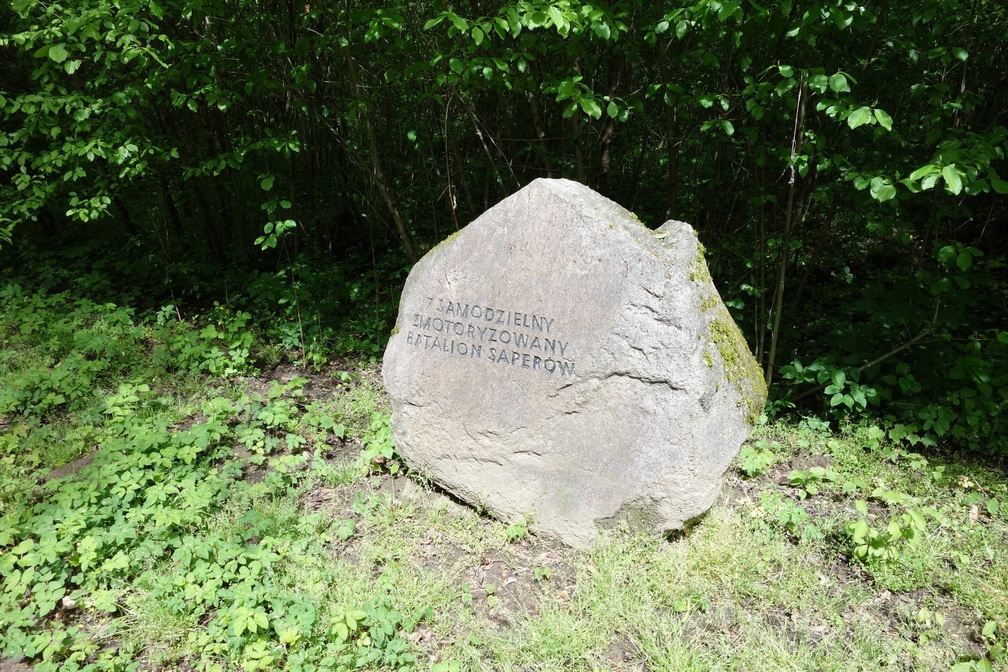 7 SAMODZIELNY
ZMOTORYZOWANY
BATALION SAPERÓW